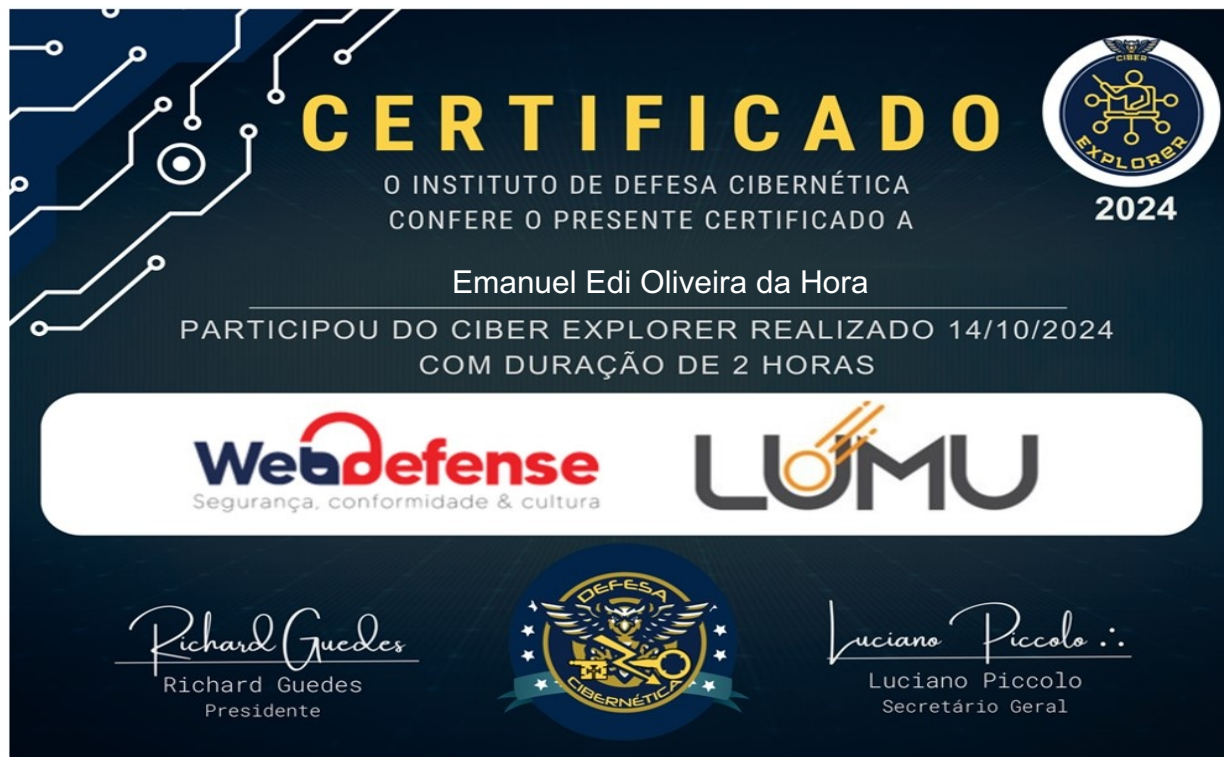 CERTIFICADO
CIBER
EXPLORER
2024
O INSTITUTO DE DEFESA CIBERNÉTICA
CONFERE O PRESENTE CERTIFICADO A
Emanuel Edi Oliveira da Hora
PARTICIPOU DO CIBER EXPLORER REALIZADO 14/10/2024
COM DURAÇÃO DE 2 HORAS
WebDefense
Segurança, conformidade & cultura
LUMU
Richard Guedes
Richard Guedes
Presidente
DEFESA
CIBERNÉTICA
Luciano Piccolo ∴
Luciano Piccolo
Secretário Geral